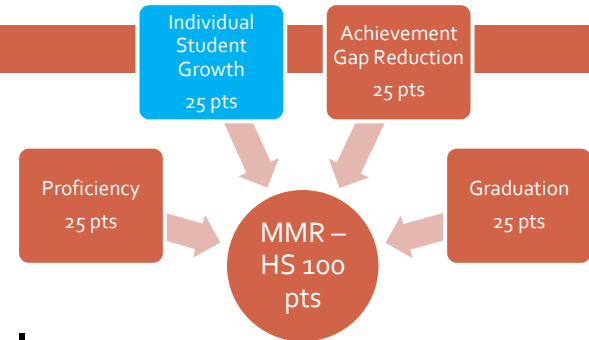 Individual
Student
Growth
25 pts
Achievement
Gap Reduction
25 pts
Proficiency
25 pts
Graduation
25 pts
MMR –
HS 100
pts